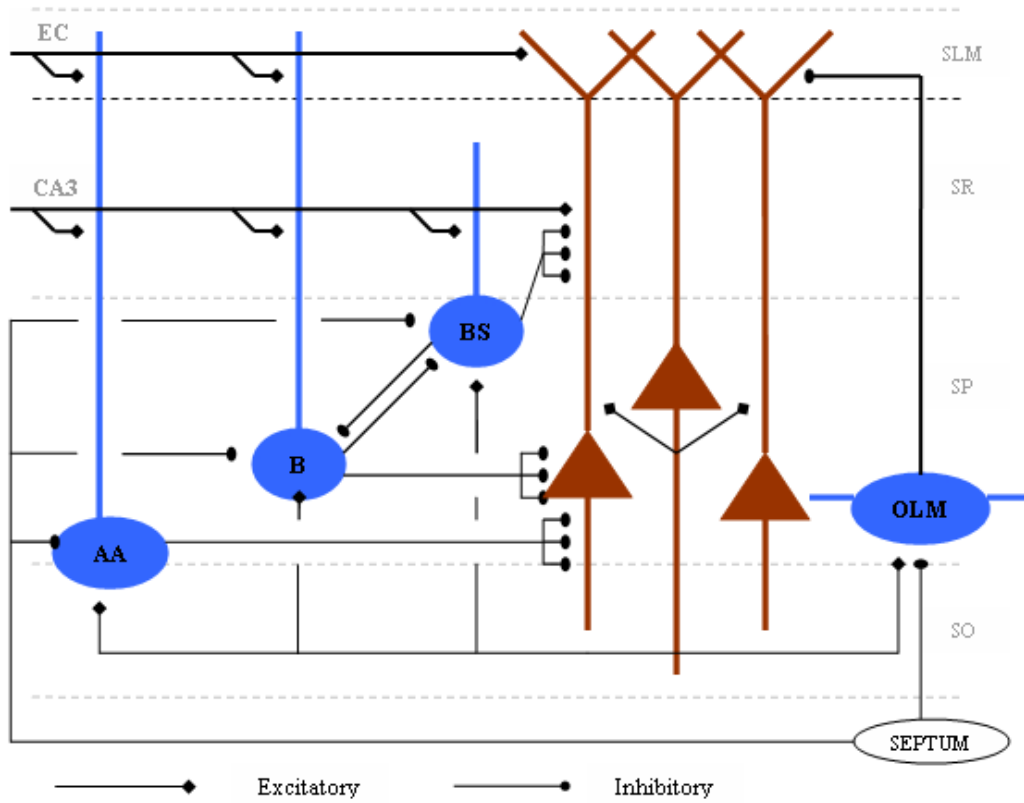 EC
SLM
CA3
SR
BS
SP
B
OLM
AA
SO
SEPTUM
Excitatory
Inhibitory